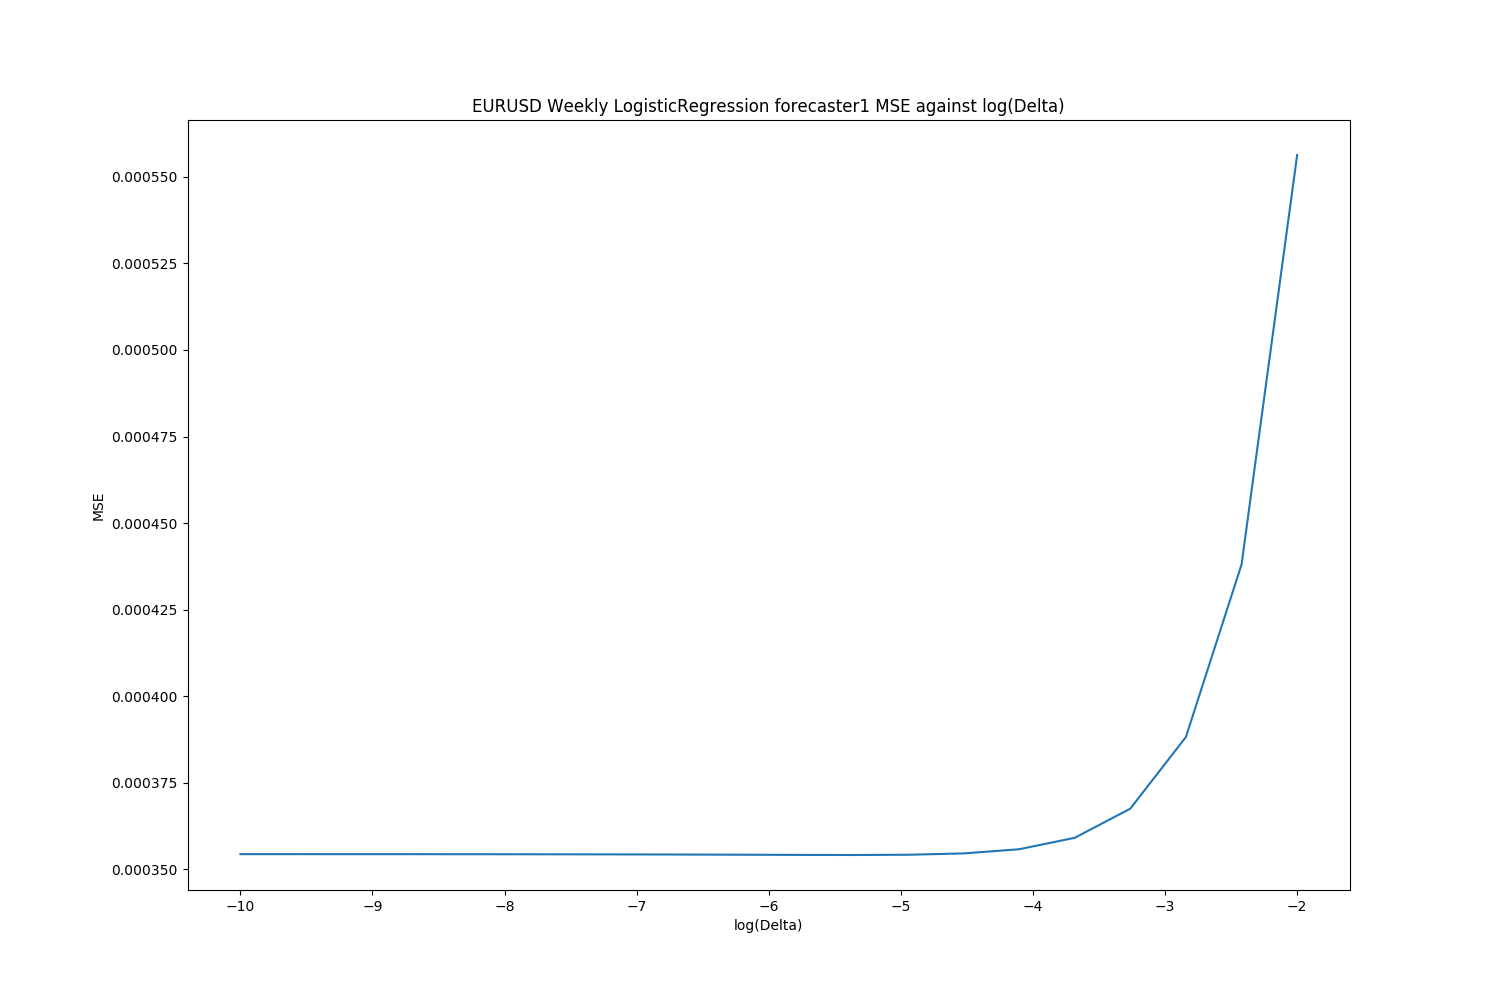 EURUSD Weekly LogisticRegression forecaster1 MSE against log(Delta)
0.000550
0.000525
0.000500
0.000475
0.000450
0.000425
0.000400
0.000375
0.000350
MSE
−10 −9 −8 −7 −6 −5 −4 −3 −2
log(Delta)